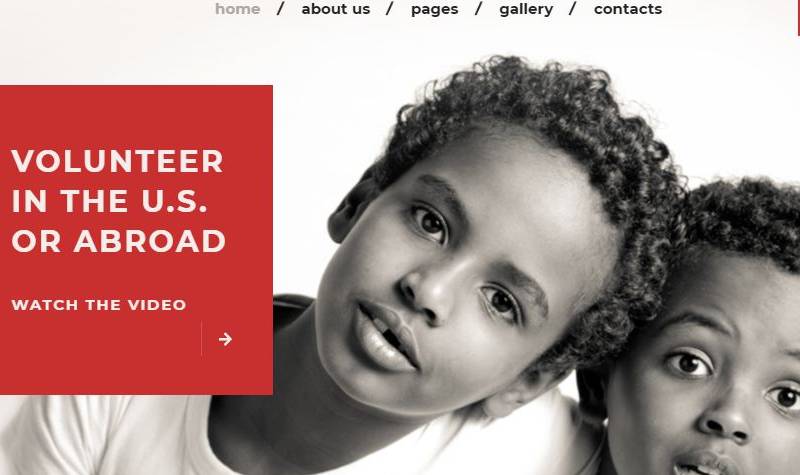 home / about us / pages / gallery / contacts
VOLUNTEER
IN THE U.S.
OR ABROAD
WATCH THE VIDEO